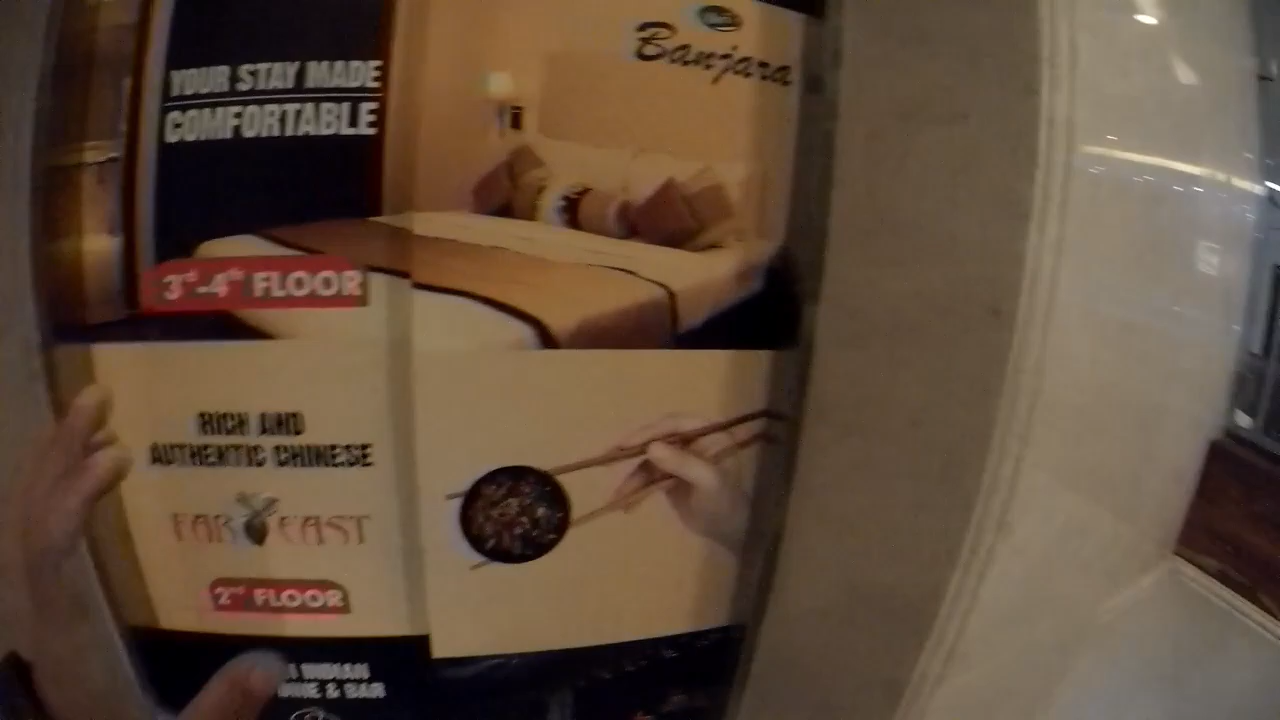 Banjara
YOUR STAY MADE
COMFORTABLE
3rd-4th FLOOR
RICH AND
AUTHENTIC CHINESE
FAR EAST
2nd FLOOR
INDIAN
& BAR